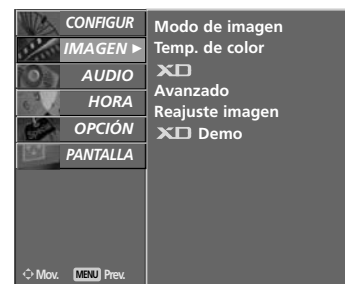 CONFIGUR
IMAGEN ►
AUDIO
HORA
OPCIÓN
PANTALLA
Mov. MENU Prev.
Modo de imagen
Temp. de color
XD
Avanzado
Reajuste imagen
XD Demo